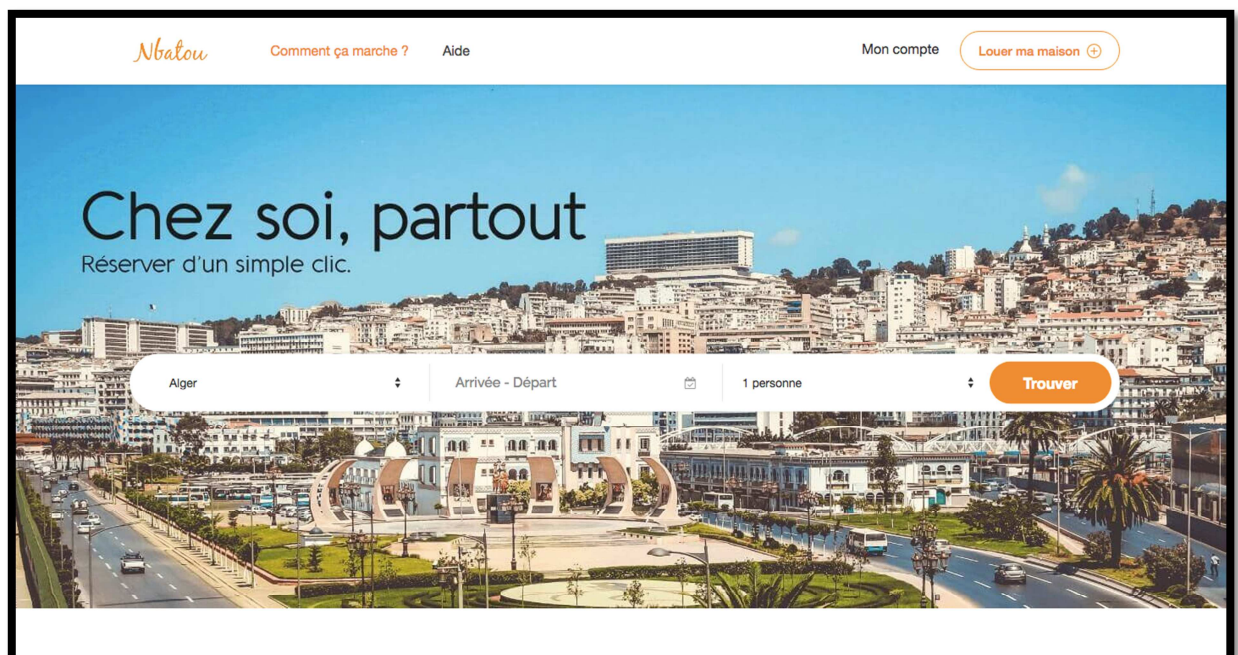 Nbatou
Comment ça marche ?
Aide
Mon compte
Louer ma maison
Chez soi, partout
Réserver d'un simple clic.
Alger
Arrivée - Départ
1 personne
Trouver